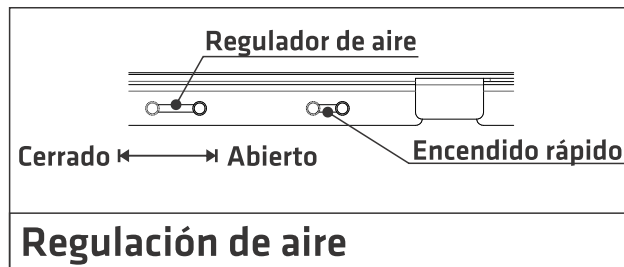 Regulador de aire
Cerrado Abierto
Encendido rápido
Regulación de aire